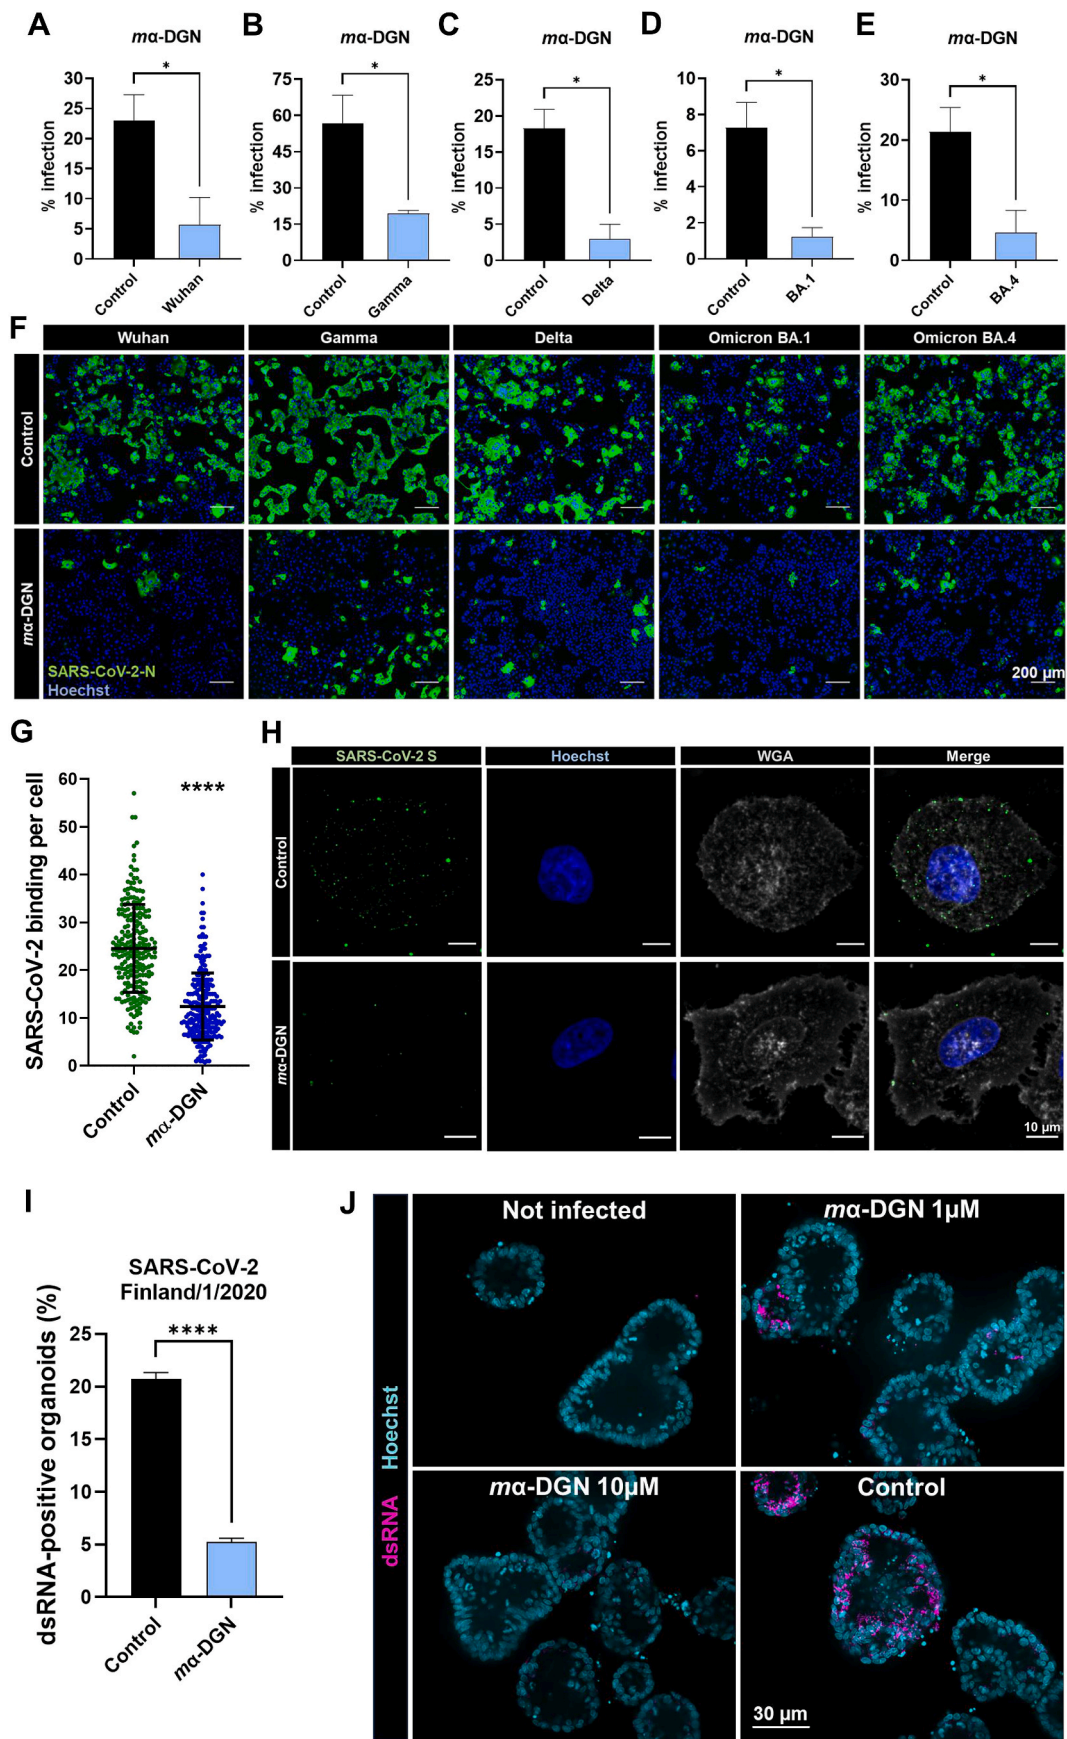 A
mα-DGN
*
% infection
30
25
20
15
10
5
0
Control
Wuhan
B
mα-DGN
*
% infection
75
60
45
30
15
0
Control
Gamma
C
mα-DGN
*
% infection
25
20
15
10
5
0
Control
Delta
D
mα-DGN
*
% infection
10
8
6
4
2
0
Control
BA.1
E
mα-DGN
*
% infection
30
20
10
0
Control
BA.4
F
Wuhan
Gamma
Delta
Omicron BA.1
Omicron BA.4
Control
mα-DGN
SARS-CoV-2-N
Hoechst
200 µm
G
SARS-CoV-2 binding per cell
60
50
40
30
20
10
0
****
Control
mα-DGN
H
SARS-CoV-2 S
Hoechst
WGA
Merge
Control
mα-DGN
10 µm
I
SARS-CoV-2
Finland/1/2020
****
dsRNA-positive organoids (%)
25
20
15
10
5
0
Control
mα-DGN
J
dsRNA Hoechst
Not infected
mα-DGN 1µM
mα-DGN 10µM
Control
30 µm